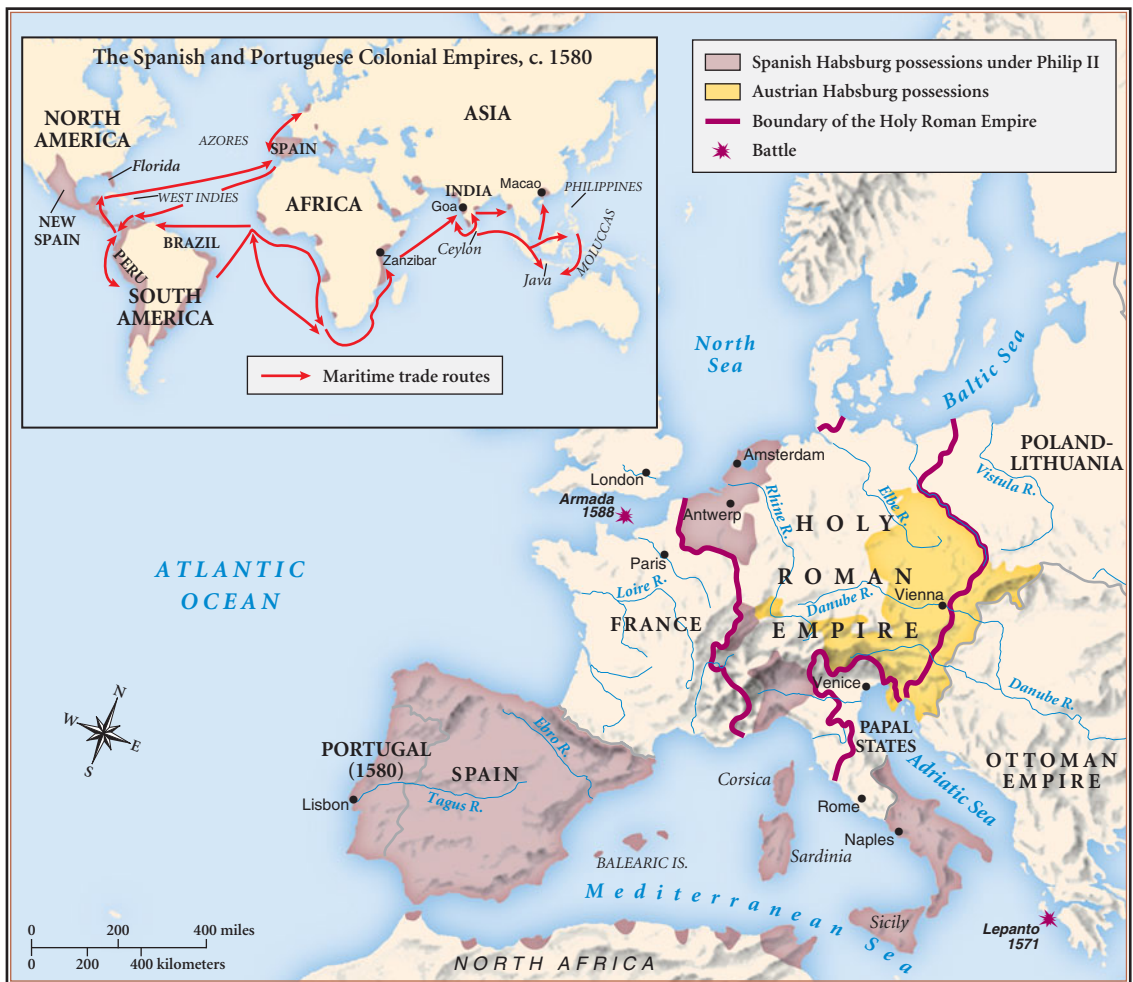 The Spanish and Portuguese Colonial Empires, c. 1580
NORTH
AMERICA
ASIA
AZORES
SPAIN
Florida
WEST INDIES
NEW
SPAIN
AFRICA
INDIA
Goa
Macao
PHILIPPINES
Ceylon
MOLUCCAS
BRAZIL
Zanzibar
PERU
Java
SOUTH
AMERICA
Maritime trade routes
Spanish Habsburg possessions under Philip II
Austrian Habsburg possessions
Boundary of the Holy Roman Empire
Battle
North
Sea
Baltic Sea
POLAND-
LITHUANIA
Vistula R.
Amsterdam
London
Armada
1588
Antwerp
Rhine R.
Elbe R.
HOLY
ROMAN
EMPIRE
Paris
Loire R.
Danube R.
Vienna
FRANCE
ATLANTIC
OCEAN
Venice
Danube R.
PAPAL
STATES
OTTOMAN
EMPIRE
Adriatic Sea
N
W
E
S
PORTUGAL
(1580)
SPAIN
Ebro R.
Tagus R.
Lisbon
Corsica
Rome
Naples
Sardinia
BALEARIC IS.
Mediterranean Sea
Sicily
Lepanto
1571
NORTH AFRICA
0 200 400 miles
0 200 400 kilometers